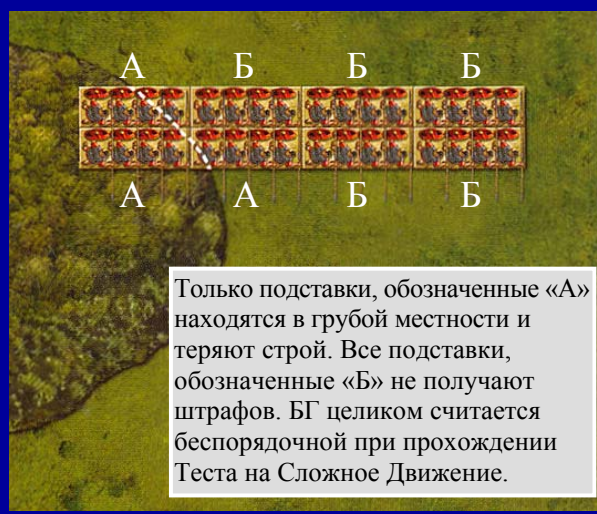 А Б Б Б
А А Б Б
Только подставки, обозначенные «А»
находятся в грубой местности и
теряют строй. Все подставки,
обозначенные «Б» не получают
штрафов. БГ целиком считается
беспорядочной при прохождении
Теста на Сложное Движение.